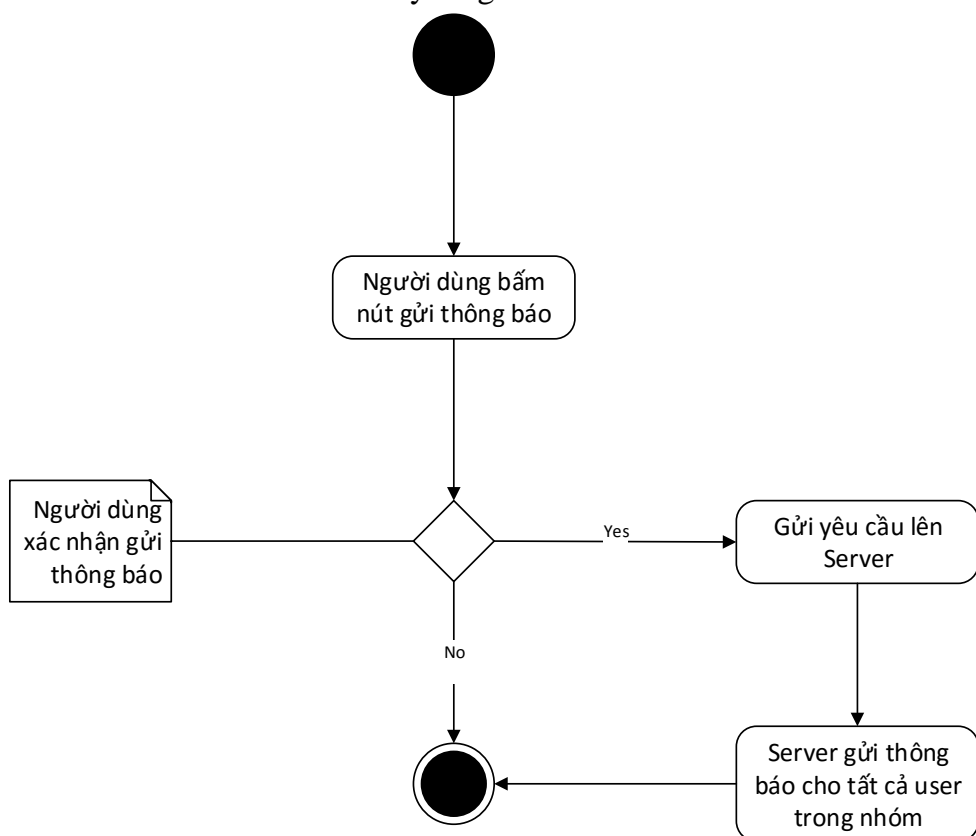 Người dùng bấm
nút gửi thông báo
Người dùng
xác nhận gửi
thông báo
Yes
Gửi yêu cầu lên
Server
No
Server gửi thông
báo cho tất cả user
trong nhóm